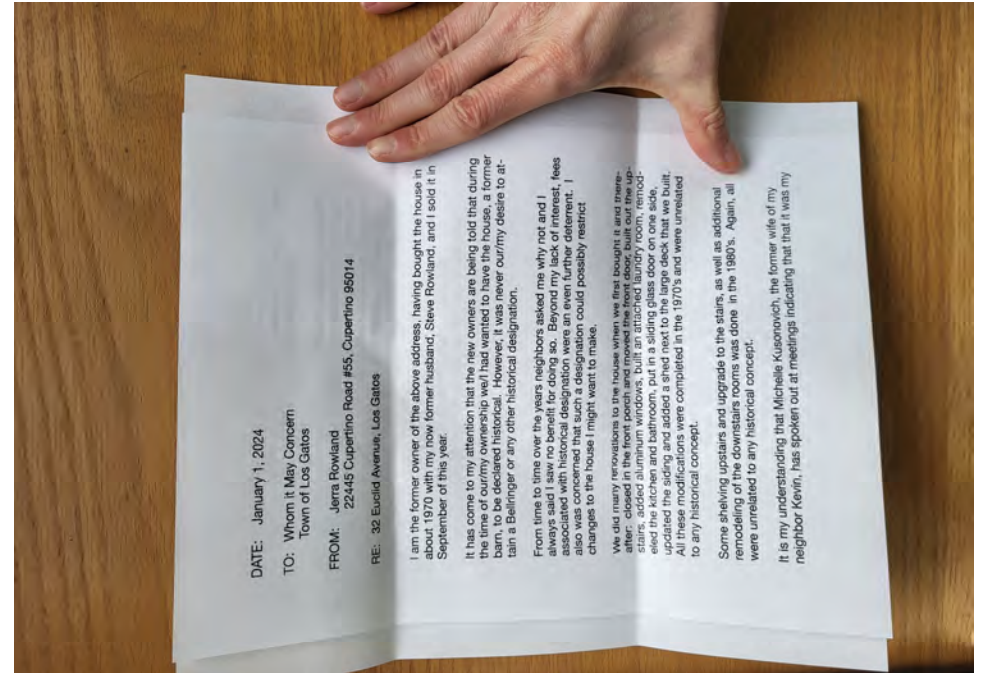 DATE: January 1, 2024
TO: Whom it May Concern
Town of Los Gatos
FROM: Jerra Rowland
22445 Cupertino Road #55, Cupertino 95014
RE: 32 Euclid Avenue, Los Gatos
I am the former owner of the above address, having bought the house in
about 1970 with my now former husband, Steve Rowland, and I sold it in
September of this year.
It has come to my attention that the new owners are being told that during
the time of our/my ownership we/I had wanted to have the house, a former
barn, to be declared historical. However, it was never our/my desire to at-
tain a Bellringer or any other historical designation.
From time to time over the years neighbors asked me why not and I
always said I saw no benefit for doing so. Beyond my lack of interest, fees
associated with historical designation were an even further deterrent. I
also was concerned that such a designation could possibly restrict
changes to the house I might want to make.
We did many renovations to the house when we first bought it and there-
after: closed in the front porch and moved the front door, built out the up-
stairs, added aluminum windows, built an attached laundry room, remod-
eled the kitchen and bathroom, put in a sliding glass door on one side,
updated the siding and added a shed next to the large deck that we built.
All these modifications were completed in the 1970's and were unrelated
to any historical concept.
Some shelving upstairs and upgrade to the stairs, as well as additional
remodeling of the downstairs rooms was done in the 1980's. Again, all
were unrelated to any historical concept.
It is my understanding that Michelle Kusonovich, the former wife of my
neighbor Kevin, has spoken out at meetings indicating that that it was my